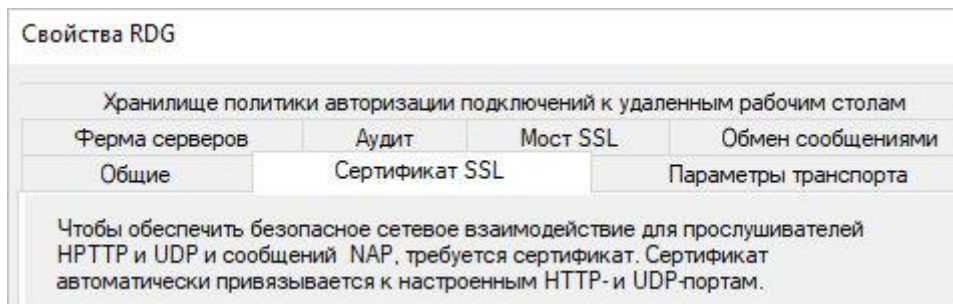 Свойства RDG
Хранилище политики авторизации подключений к удаленным рабочим столам
Ферма серверов Аудит Мост SSL Обмен сообщениями
Общие Сертификат SSL Параметры транспорта
Чтобы обеспечить безопасное сетевое взаимодействие для прослушивателей
HPTTP и UDP и сообщений NAP, требуется сертификат. Сертификат
автоматически привязывается к настроенным HTTP- и UDP-портам.